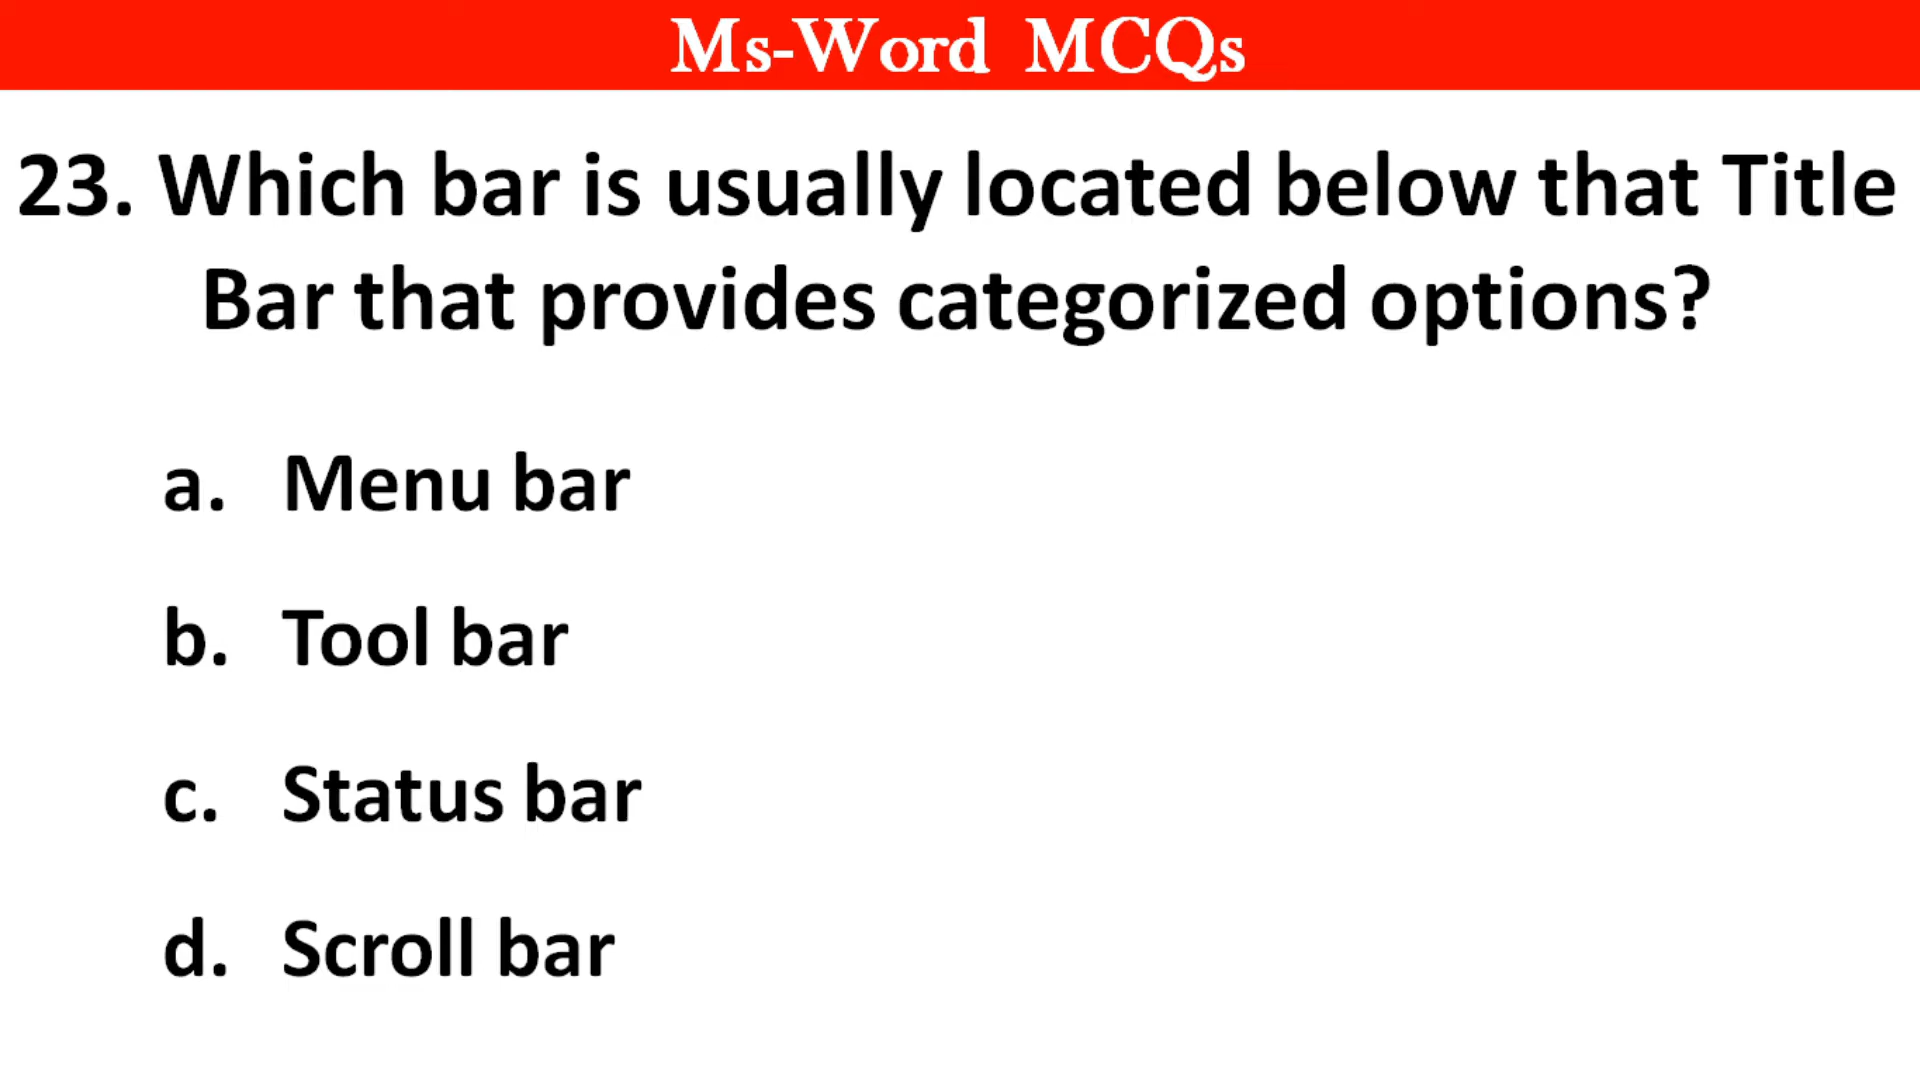 Ms-Word MCQs
23. Which bar is usually located below that Title
Bar that provides categorized options?
a. Menu bar
b. Tool bar
c. Status bar
d. Scroll bar